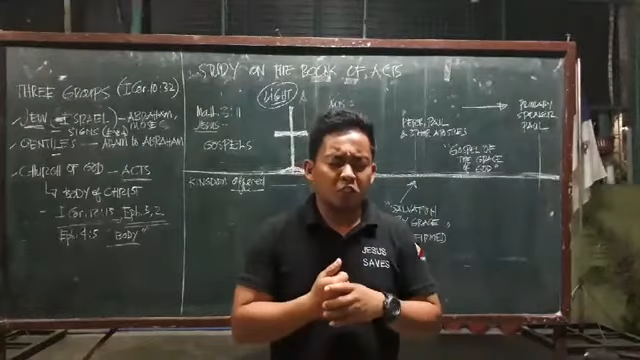 STUDY ON THE BOOK OF ACTS
THREE GROUPS (I Cor. 10:32)
JEW ISRAEL) - ABRAHAM,
MOSES
SIGNS
GENTILES - ADAM to ABRAHAM
CHURCH OF GOD - ACTS
BODY OF CHRIST
- I Cor. 12:13, Eph. 3, 2
Eph. 4:5 "BODY"
Matt. 3:11
JESUS
GOSPELS
LIGHT
KINGDOM offered
PETER, PAUL
& OTHER APOSTLES
"GOSPEL OF
THE GRACE
OF GOD"
PRIMARY
SPEAKER
PAUL
"SALVATION
BY GRACE"
JESUS
SAVES